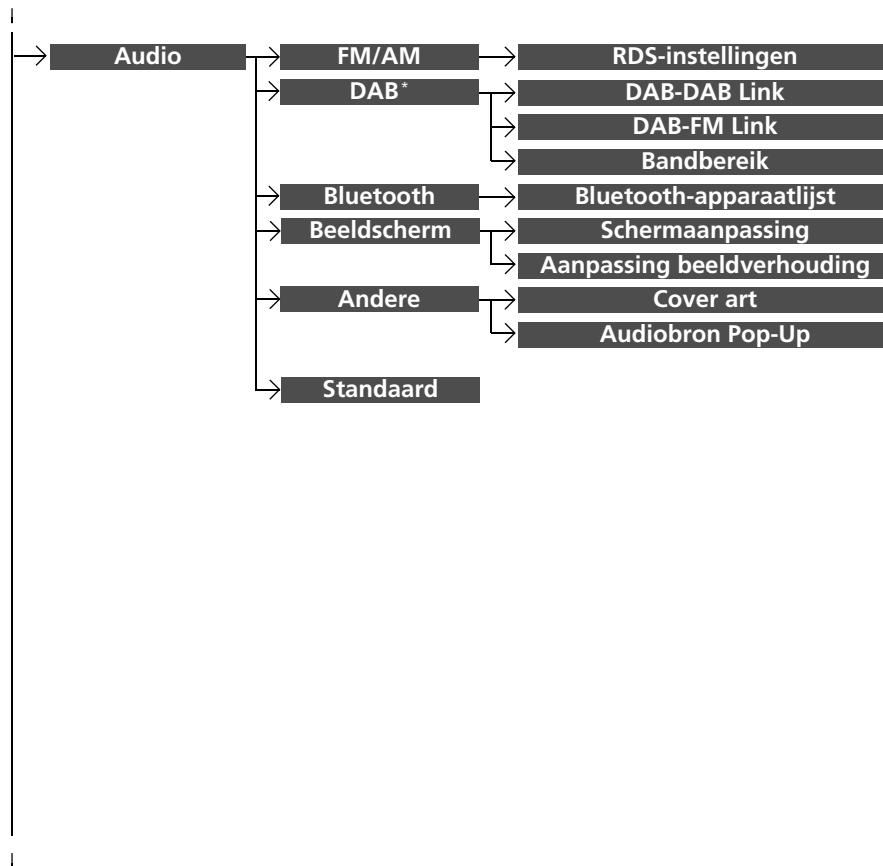 Audio
FM/AM
RDS-instellingen
DAB*
DAB-DAB Link
DAB-FM Link
Bandbereik
Bluetooth
Bluetooth-apparaatlijst
Beeldscherm
Schermaanpassing
Aanpassing beeldverhouding
Andere
Cover art
Audiobron Pop-Up
Standaard